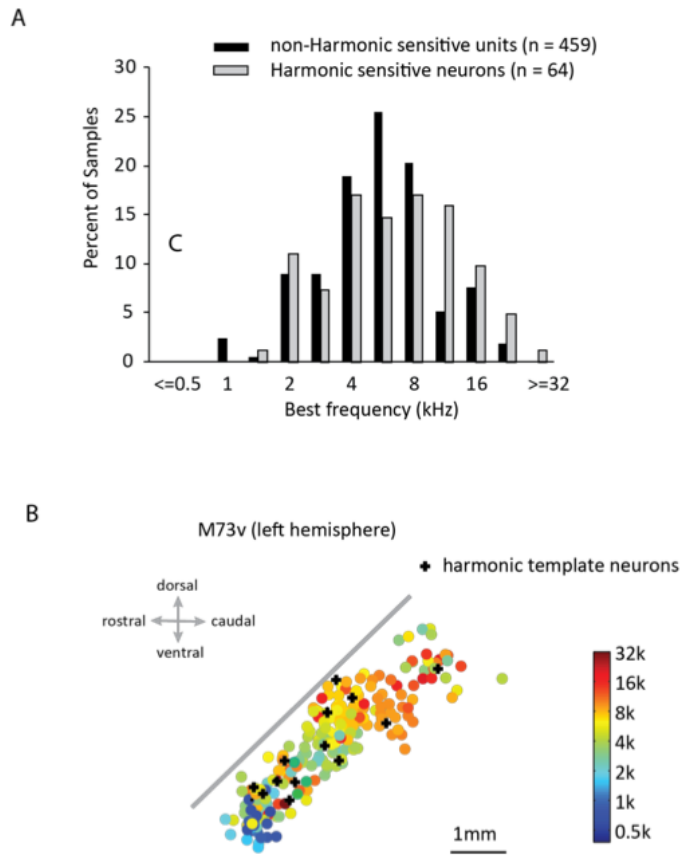 A
non-Harmonic sensitive units (n = 459)
Harmonic sensitive neurons (n = 64)
30
25
20
15
10
5
0
Percent of Samples
C
<=0.5 1 2 4 8 16 >=32
Best frequency (kHz)
B
M73v (left hemisphere)
harmonic template neurons
dorsal
rostral caudal
ventral
32k
16k
8k
4k
2k
1k
0.5k
1mm